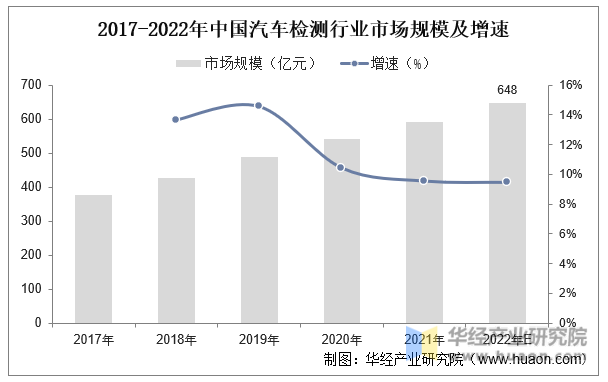 2017-2022年中国汽车检测行业市场规模及增速
市场规模（亿元） 增速（%）
700 16%
648
600 14%
500 12%
400 10%
300 8%
200 6%
100 4%
0 2%
0%
2017年 2018年 2019年 2020年 2021年 2022年E
华经产业研究院
www.huaon.com
制图：华经产业研究院（www.huaon.com）